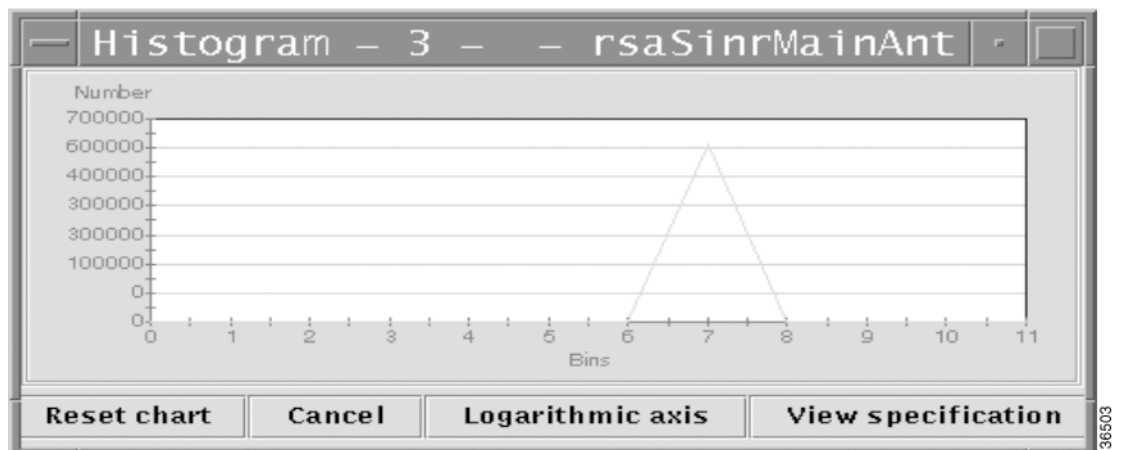 Histogram – 3 – – rsaSinrMainAnt
Number
700000
600000
400000
300000
300000
100000
0
0
0 1 2 3 4 5 6 7 8 9 10 11
Bins
Reset chart Cancel Logarithmic axis View specification
36503